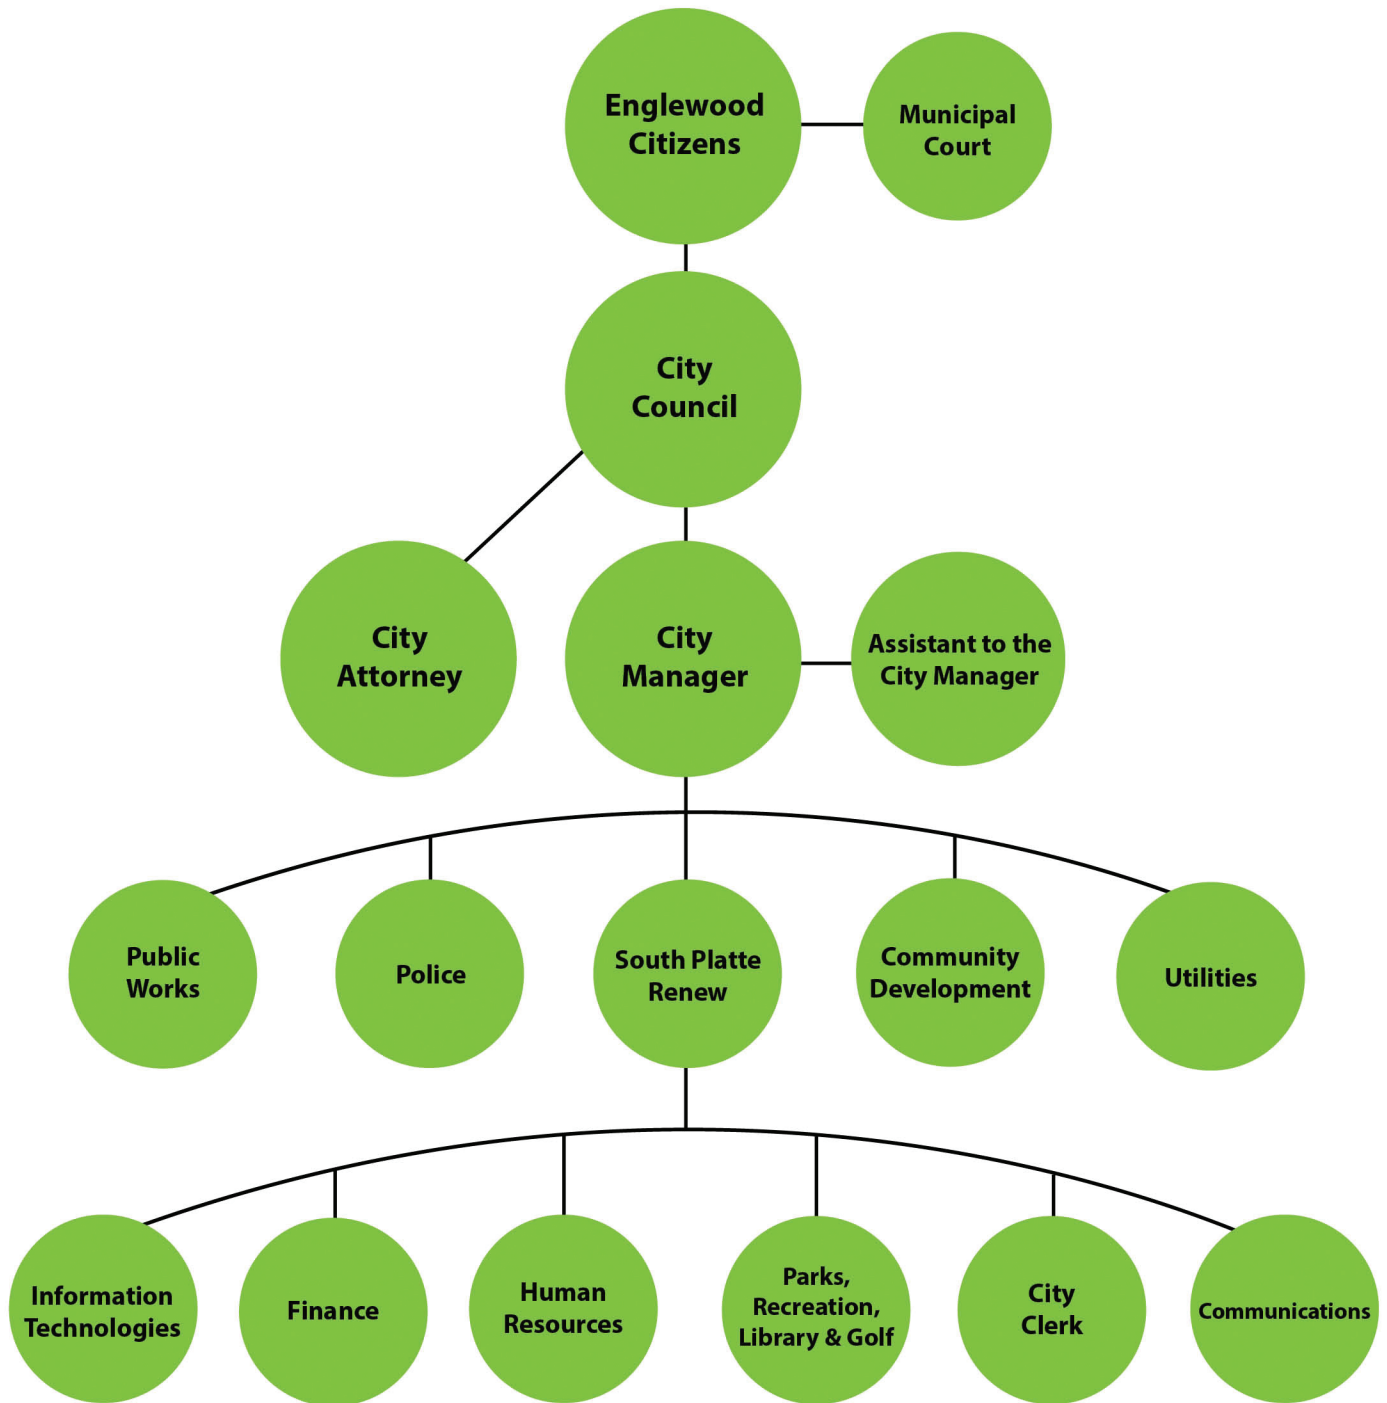 Englewood
Citizens
Municipal
Court
City
Council
City
Attorney
City
Manager
Assistant to the
City Manager
Public
Works
Police
South Platte
Renew
Community
Development
Utilities
Information
Technologies
Finance
Human
Resources
Parks,
Recreation,
Library & Golf
City
Clerk
Communications